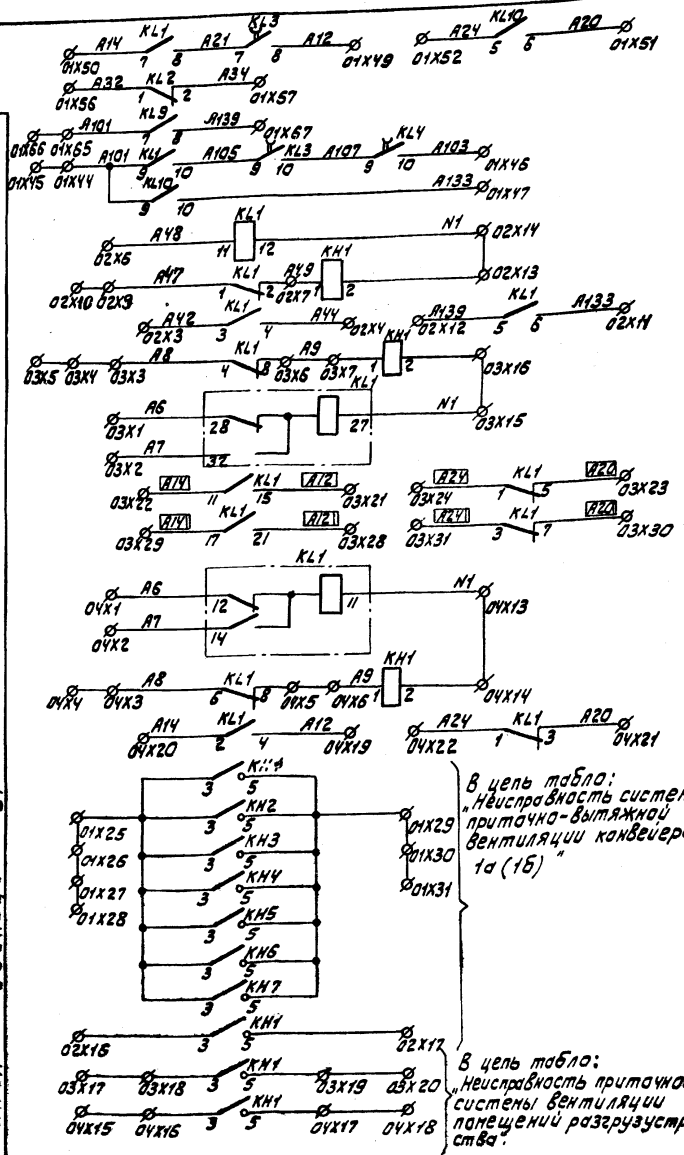 A14 KL1 A21 KL3 A12 A24 KL10 A20
01X50 7 8 7 8 01X49 01X52 5 6 01X51
A32 KL2 A34
01X56 1 2 01X57
A101 KL9 A139
01X66 01X65 7 8 01X67
A101 KL1 A105 KL3 A107 KL4 A103
01X45 01X44 9 10 9 10 9 10 01X46
KL10 A133
9 10 01X47
A48 KL1 N1
02X6 11 12 02X14
A47 KL1 A49 KH1
02X10 02X9 1 2 02X7 1 2 02X13
A42 KL1 A44 A139 KL1 A133
02X3 3 4 02X4 02X12 5 6 02X11
A8 KL1 A9 KH1
03X5 03X4 03X3 4 8 03X6 03X7 1 2 03X16
KL1
A6 N1
03X1 28 27 03X15
A7
03X2 32
A14 KL1 A12 A24 KL1 A20
03X22 11 15 03X21 03X24 1 5 03X23
A14 KL1 A12 A24 KL1 A20
03X29 17 21 03X28 03X31 3 7 03X30
KL1
A6 N1
04X1 12 11 04X13
A7
04X2 14
A8 KL1 A9 KH1
04X4 04X3 6 8 04X5 04X6 1 2 04X14
A14 KL1 A12 A24 KL1 A20
04X20 2 4 04X19 04X22 1 3 04X21
3 5
01X25 3 KH2 5 01X29
01X26 3 KH3 5 01X30
01X27 3 KH4 5 01X31
01X28 3 KH5 5
3 KH6 5
3 KH7 5
В цепь табло:
„Неисправность систем
приточно-вытяжной
вентиляции конвейера
1а (1б)"
02X16 3 KH1 5 02X17
03X17 03X18 3 KH1 5 03X19 03X20
04X15 04X16 3 KH1 5 04X17 04X18
В цепь табло:
„Неисправность приточной
системы вентиляции
помещений разгрузустр
ства".